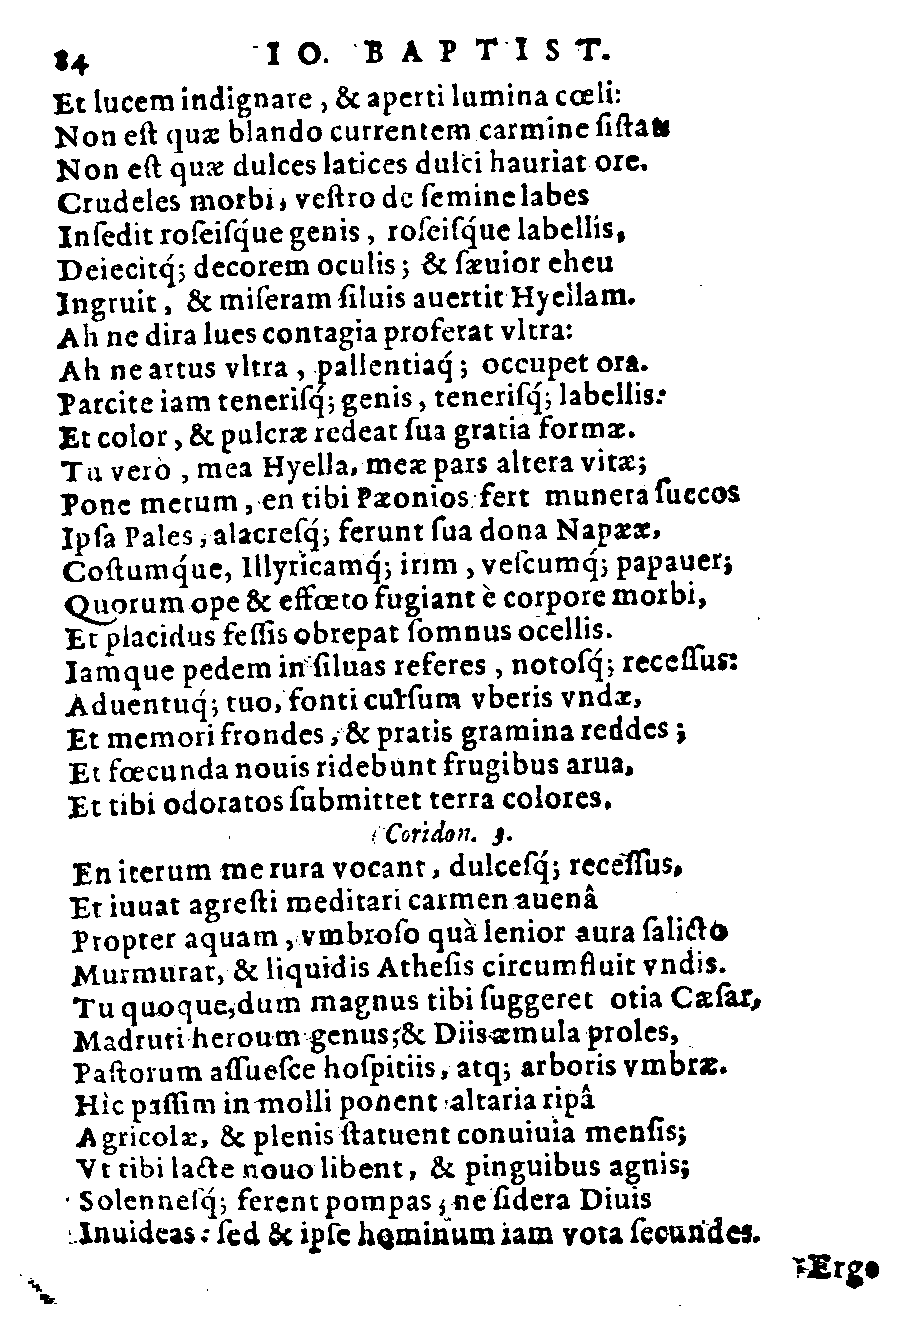 84 IO. BAPTIST.
Et lucem indignare, & aperti lumina cœli:
Non eſt quæ blando currentem carmine ſiſtat
Non eſt quæ dulces latices dulci hauriat ore.
Crudeles morbi, veſtro de ſemine labes
Inſedit roſeiſq́ue genis, roſeiſq́ue labellis,
Deiecitq́; decorem oculis; & ſæuior eheu
Ingruit, & miſeram ſiluis auertit Hyellam.
Ah ne dira lues contagia proferat vltra:
Ah ne artus vltra, pallentiaq́; occupet ora.
Parcite iam teneriſq́; genis, teneriſq́; labellis:
Et color, & pulcræ redeat ſua gratia formæ.
Tu verò, mea Hyella, meæ pars altera vitæ;
Pone metum, en tibi Pæonios fert munera ſuccos
Ipſa Pales, alacreſq́; ferunt ſua dona Napææ,
Coſtumq́ue, Illyricamq́; irim, veſcumq́; papauer;
Quorum ope & effœto fugiant è corpore morbi,
Et placidus feſſis obrepat ſomnus ocellis.
Iamque pedem in ſiluas referes, notoſq́; receſſus:
Aduentuq́; tuo, fonti curſum vberis vndæ,
Et memori frondes, & pratis gramina reddes;
Et fœcunda nouis ridebunt frugibus arua,
Et tibi odoratos ſubmittet terra colores.
Coridon. 3.
En iterum me rura vocant, dulceſq́; receſſus,
Et iuuat agreſti meditari carmen auenâ
Propter aquam, vmbroſo quà lenior aura ſalicto
Murmurat, & liquidis Atheſis circumfluit vndis.
Tu quoque, dum magnus tibi ſuggeret otia Cæſar,
Madruti heroum genus; & Diis æmula proles,
Paſtorum aſſueſce hoſpitiis, atq; arboris vmbræ.
Hîc paſſim in molli ponent altaria ripâ
Agricolæ, & plenis ſtatuent conuiuia menſis;
Vt tibi lacte nouo libent, & pinguibus agnis;
Solenneſq́; ferent pompas, ne ſidera Diuis
Inuideas: ſed & ipſe hominum iam vota ſecundes.
Ergo